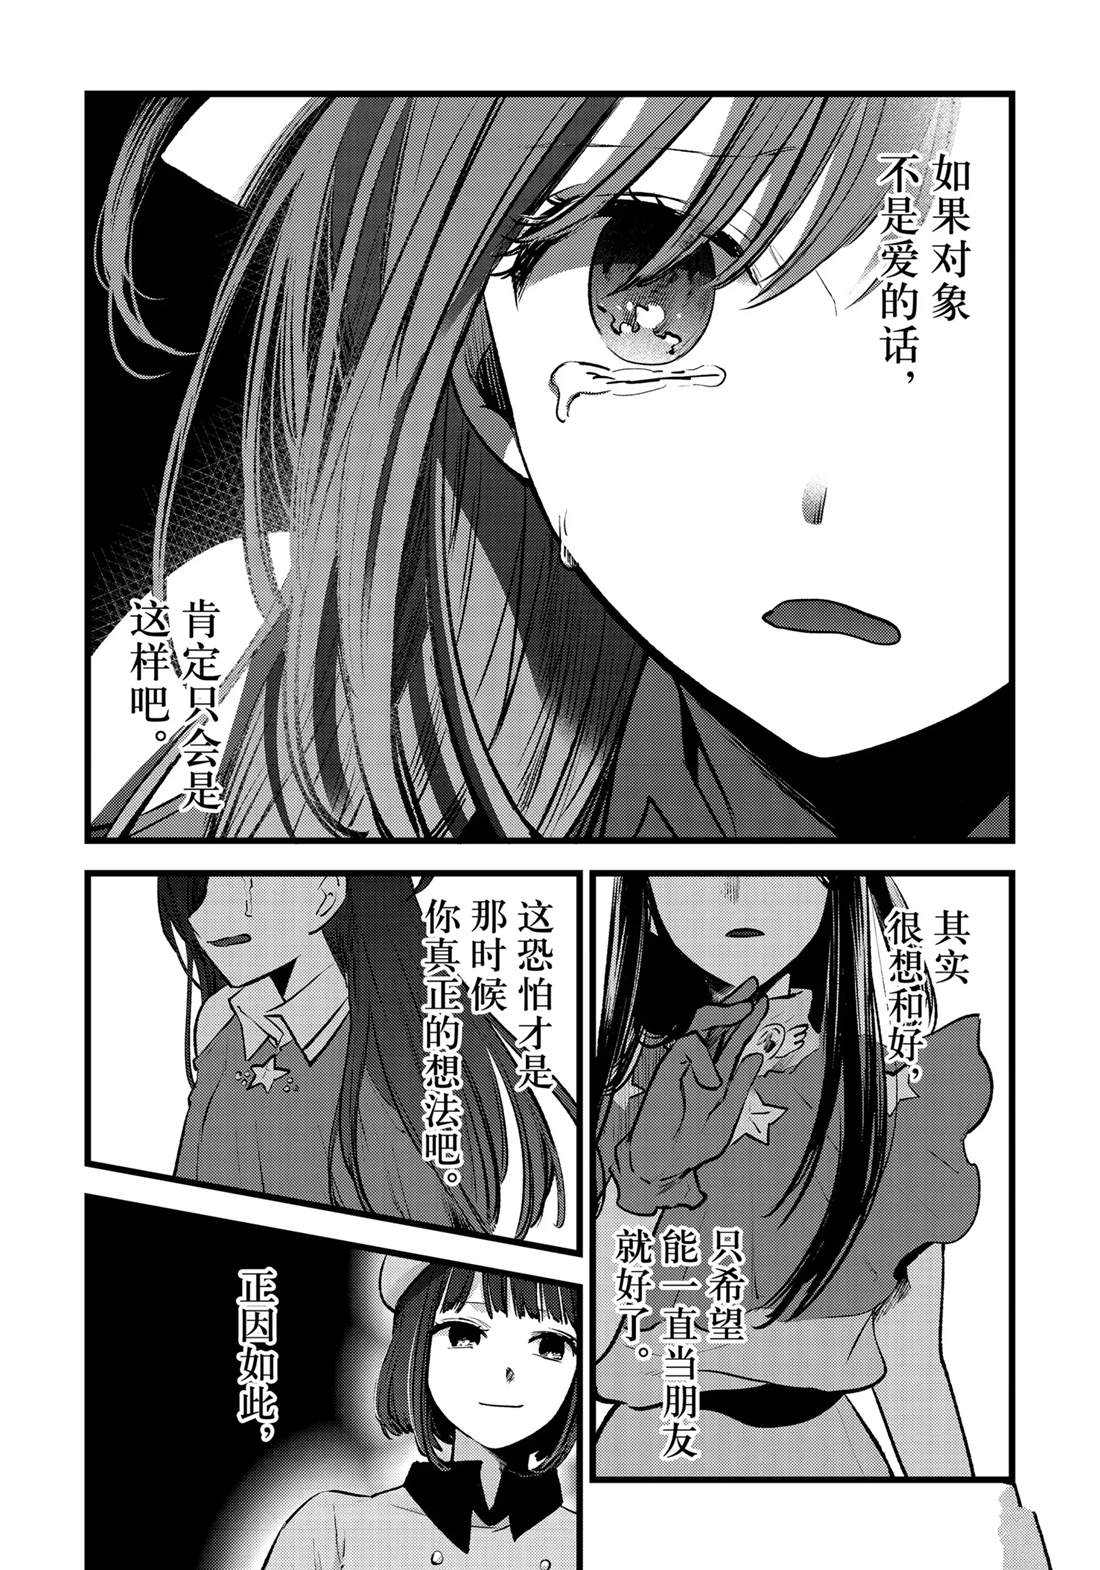 如果对象
不是爱的话，
肯定只会是
这样吧。
其实
很想和好，
只希望
能一直当朋友
就好了。
这恐怕才是
那时候
你真正的想法吧。
正因如此，